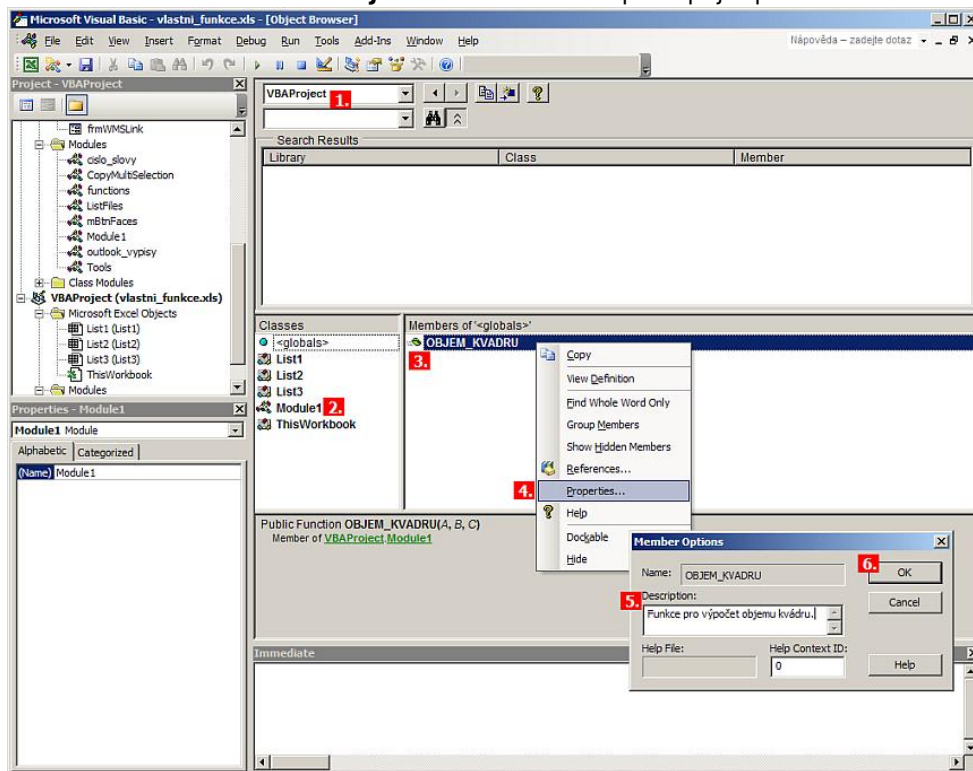 Microsoft Visual Basic - vlastni_funkce.xls - [Object Browser]
File Edit View Insert Format Debug Run Tools Add-Ins Window Help
Nápověda – zadejte dotaz
Project - VBAProject
VBAProject 1.
frmWMSLink
Modules
cislo_slovy
CopyMultiSelection
functions
ListFiles
mBtnFaces
Module1
outlook_vypisy
Tools
Class Modules
VBAProject (vlastni_funkce.xls)
Microsoft Excel Objects
List1 (List1)
List2 (List2)
List3 (List3)
ThisWorkbook
Modules
Search Results
Library Class Member
Classes
<globals>
List1
List2
List3
Module1 2.
ThisWorkbook
Members of '<globals>'
OBJEM_KVADRU
3.
Copy
View Definition
Find Whole Word Only
Group Members
Show Hidden Members
References...
4. Properties...
Help
Dockable
Hide
Properties - Module1
Module1 Module
Alphabetic Categorized
(Name) Module1
Public Function OBJEM_KVADRU(A, B, C)
Member of VBAProject.Module1
Member Options
Name: OBJEM_KVADRU
6. OK
5. Description:
Funkce pro výpočet objemu kvádru.
Cancel
Help File: Help Context ID:
0
Help
Immediate